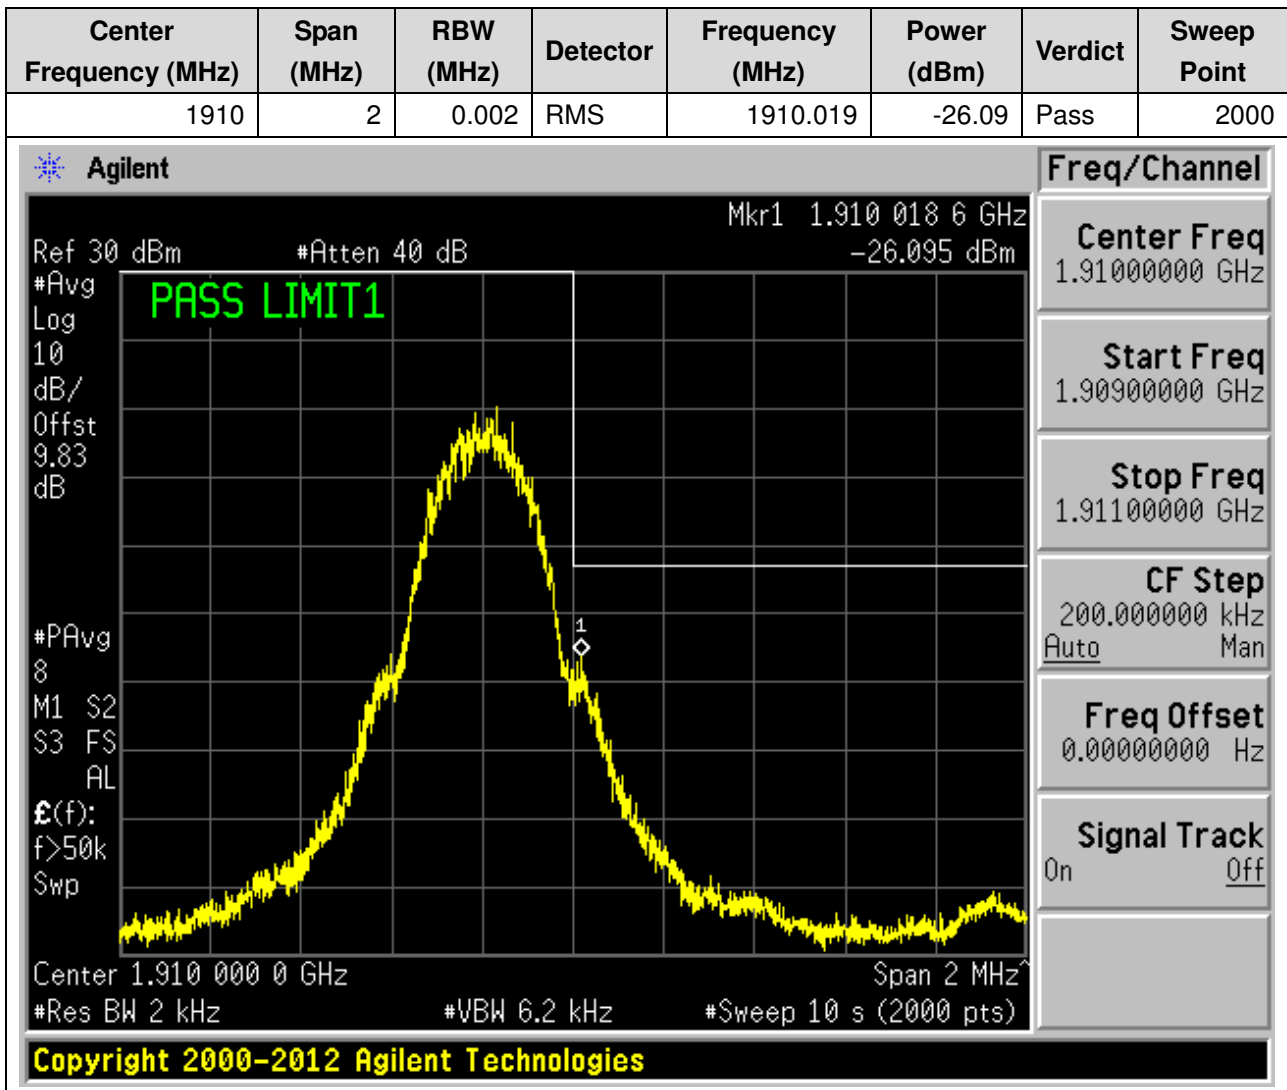 Center Frequency (MHz) Span (MHz) RBW (MHz) Detector Frequency (MHz) Power (dBm) Verdict Sweep Point
1910 2 0.002 RMS 1910.019 -26.09 Pass 2000
Agilent
Freq/Channel
Mkr1 1.910 018 6 GHz
Ref 30 dBm #Atten 40 dB -26.095 dBm
#Avg
Log
10
dB/
Offst
9.83
dB
PASS LIMIT1
1
#PAvg
8
M1 S2
S3 FS
AL
£(f):
f>50k
Swp
Center 1.910 000 0 GHz Span 2 MHz^
#Res BW 2 kHz #VBW 6.2 kHz #Sweep 10 s (2000 pts)
Center Freq
1.91000000 GHz
Start Freq
1.90900000 GHz
Stop Freq
1.91100000 GHz
CF Step
200.000000 kHz
Auto Man
Freq Offset
0.00000000 Hz
Signal Track
On Off
Copyright 2000-2012 Agilent Technologies